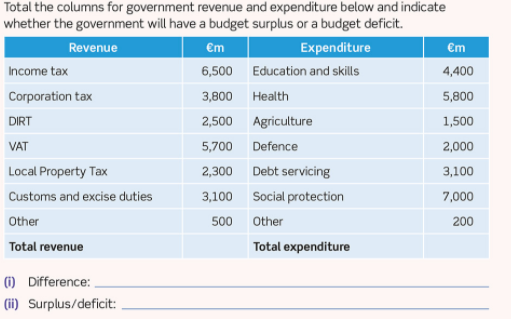 Total the columns for government revenue and expenditure below and indicate
whether the government will have a budget surplus or a budget deficit.
Revenue €m Expenditure €m
Income tax 6,500 Education and skills 4,400
Corporation tax 3,800 Health 5,800
DIRT 2,500 Agriculture 1,500
VAT 5,700 Defence 2,000
Local Property Tax 2,300 Debt servicing 3,100
Customs and excise duties 3,100 Social protection 7,000
Other 500 Other 200
Total revenue Total expenditure
(i) Difference:
(ii) Surplus/deficit: